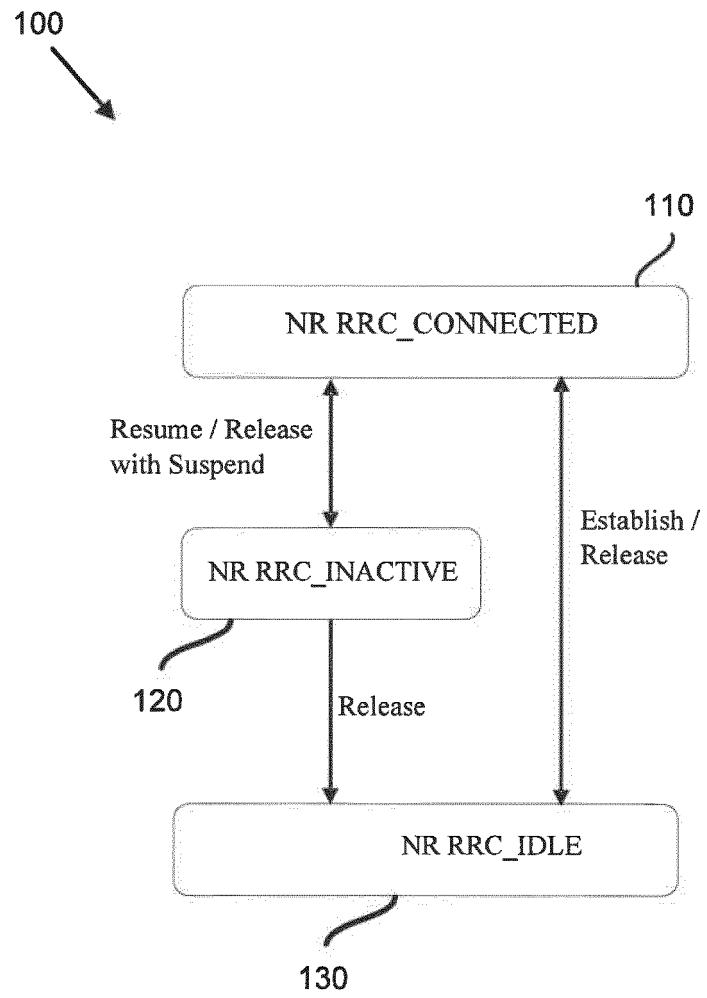 100
110
NR RRC_CONNECTED
Resume / Release
with Suspend
Establish /
Release
NR RRC_INACTIVE
120
Release
NR RRC_IDLE
130